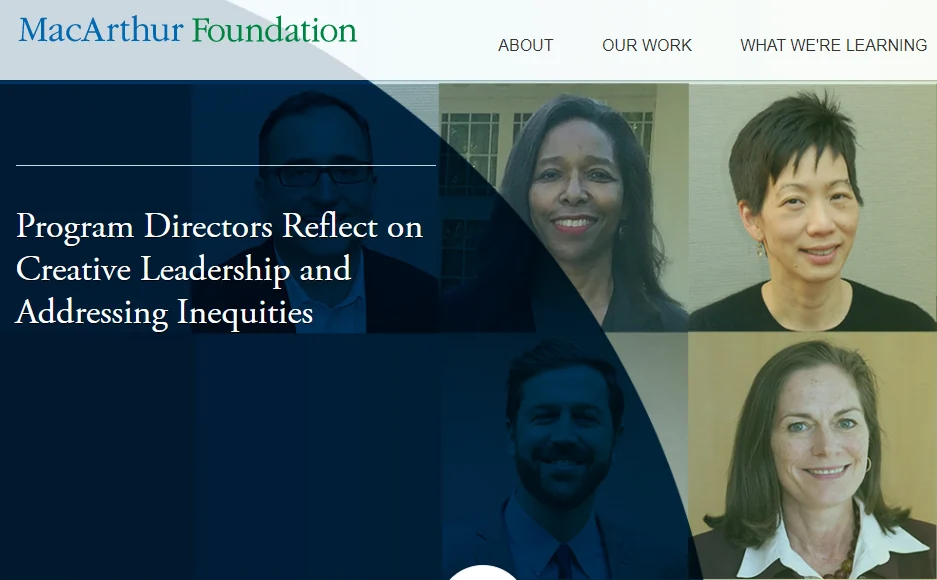 MacArthur Foundation
ABOUT OUR WORK WHAT WE'RE LEARNING
Program Directors Reflect on
Creative Leadership and
Addressing Inequities